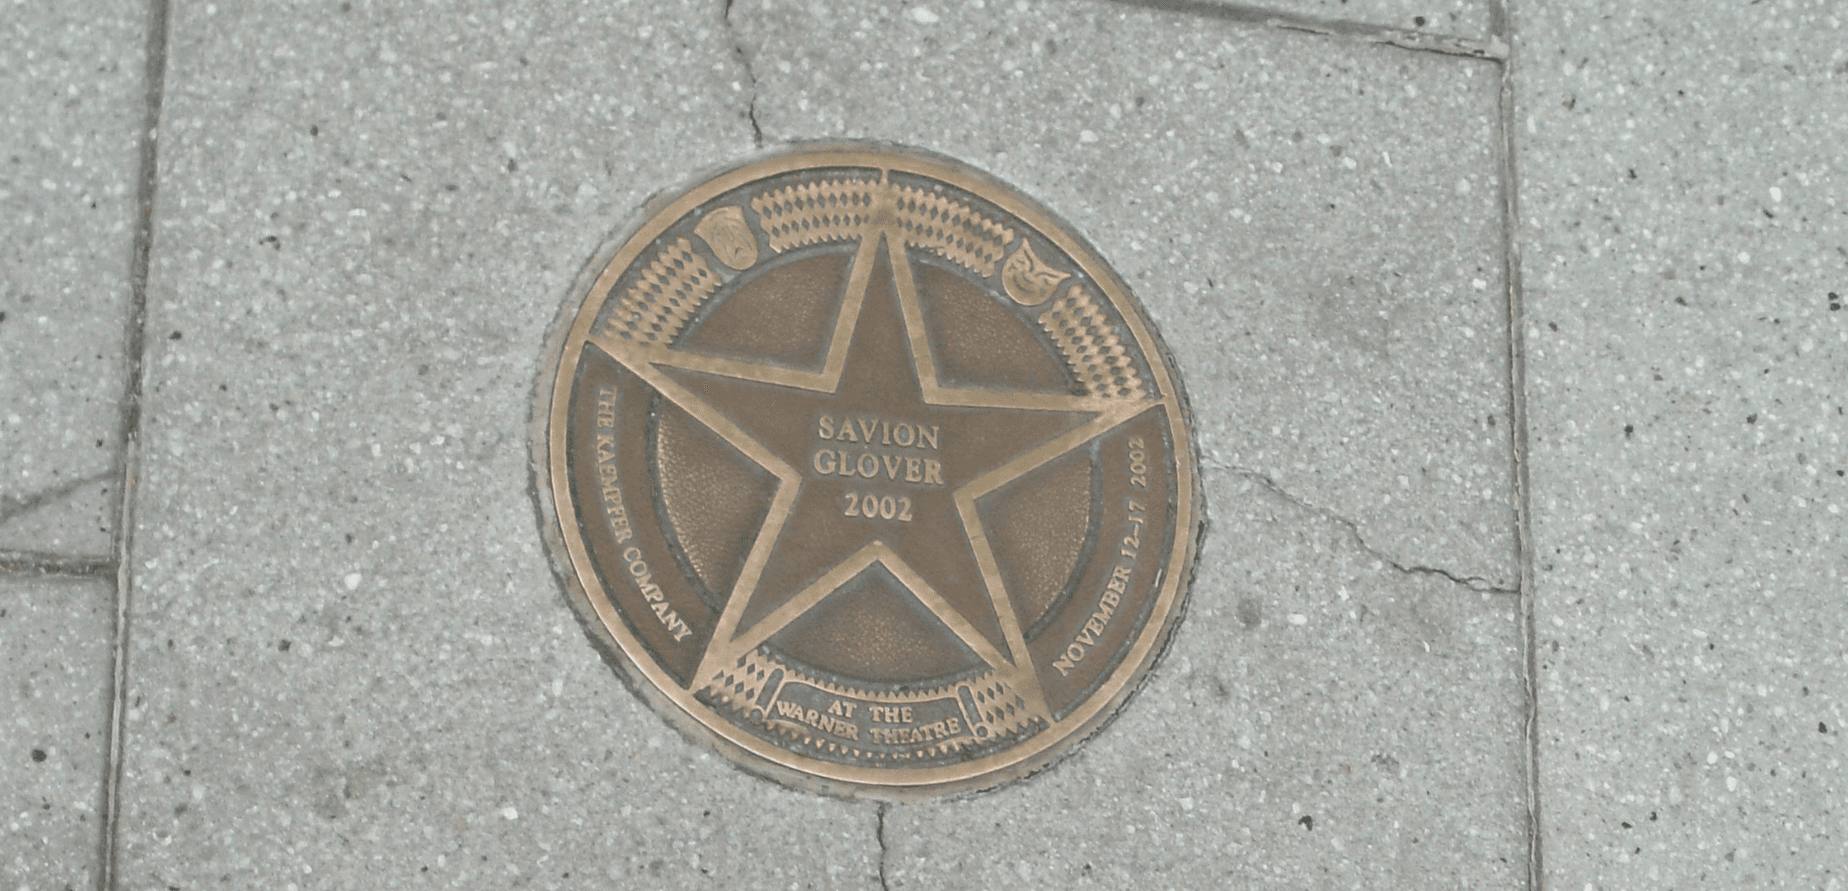 SAVION
GLOVER
2002
THE KAEMPFER COMPANY
NOVEMBER 12–17 2002
AT THE
WARNER THEATRE